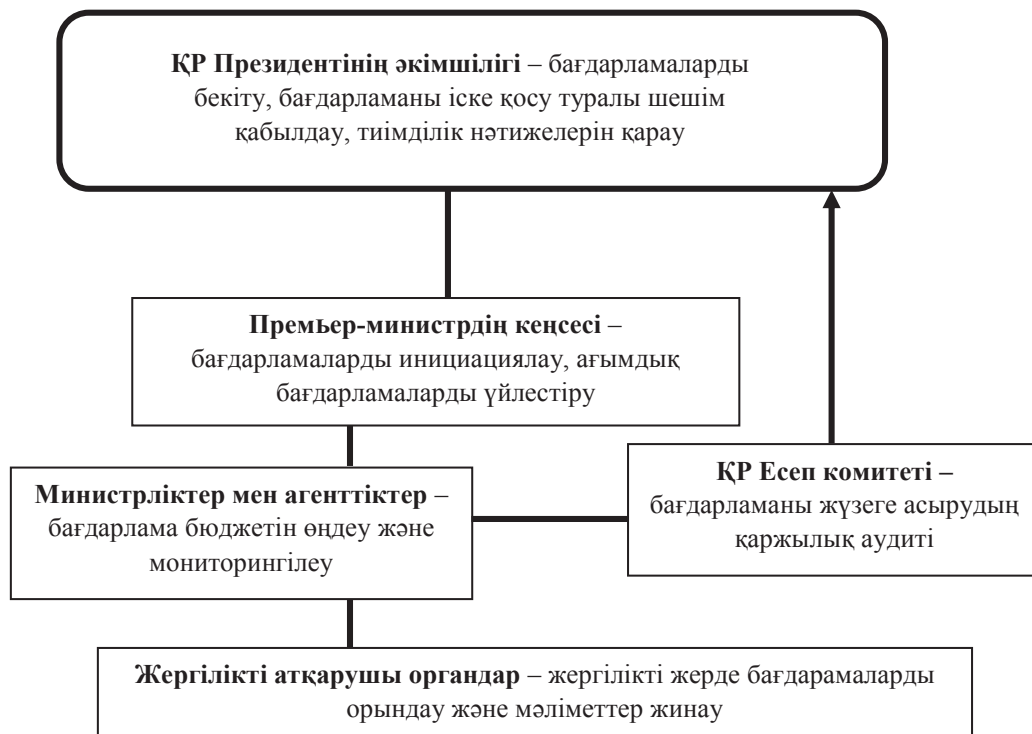 ҚР Президентінің әкімшілігі – бағдарламаларды
бекіту, бағдарламаны іске қосу туралы шешім
қабылдау, тиімділік нәтижелерін қарау
Премьер-министрдің кеңсесі –
бағдарламаларды инициациялау, ағымдық
бағдарламаларды үйлестіру
Министрліктер мен агенттіктер –
бағдарлама бюджетін өңдеу және
мониторингілеу
ҚР Есеп комитеті –
бағдарламаны жүзеге асырудың
қаржылық аудиті
Жергілікті атқарушы органдар – жергілікті жерде бағдарамаларды
орындау және мәліметтер жинау